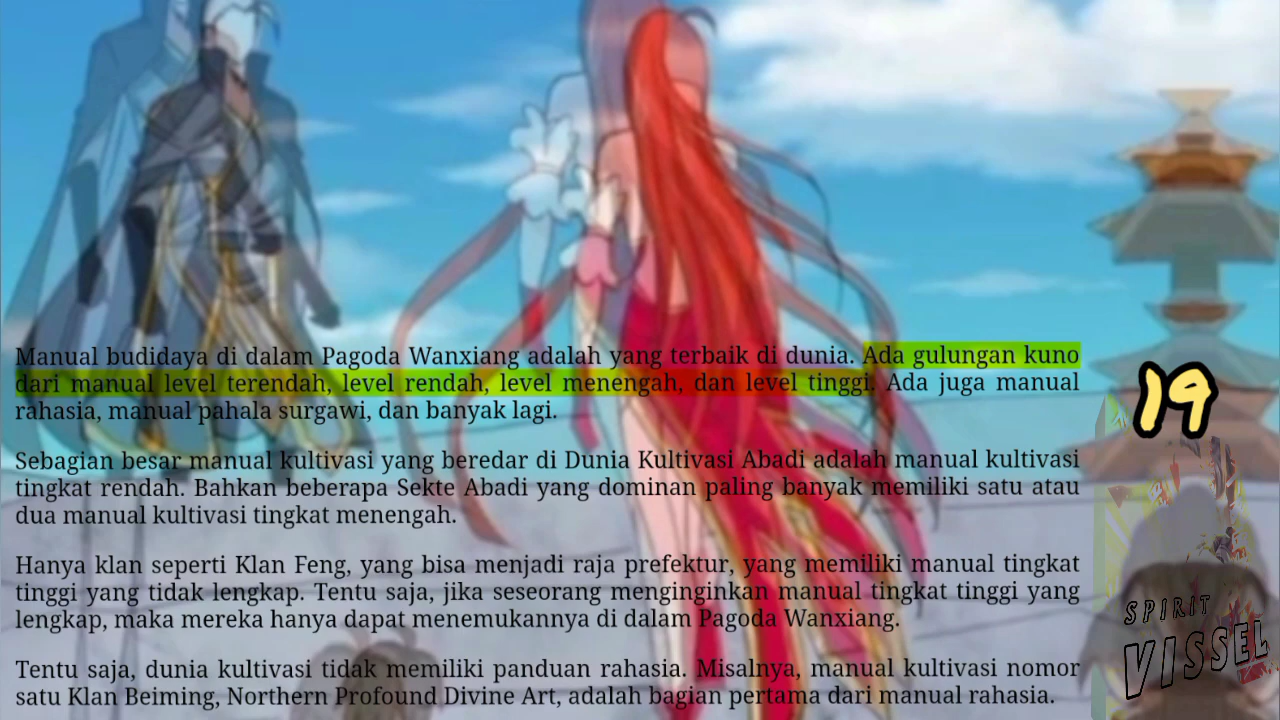 Manual budidaya di dalam Pagoda Wanxiang adalah yang terbaik di dunia. Ada gulungan kuno
dari manual level terendah, level rendah, level menengah, dan level tinggi. Ada juga manual
rahasia, manual pahala surgawi, dan banyak lagi.
Sebagian besar manual kultivasi yang beredar di Dunia Kultivasi Abadi adalah manual kultivasi
tingkat rendah. Bahkan beberapa Sekte Abadi yang dominan paling banyak memiliki satu atau
dua manual kultivasi tingkat menengah.
Hanya klan seperti Klan Feng, yang bisa menjadi raja prefektur, yang memiliki manual tingkat
tinggi yang tidak lengkap. Tentu saja, jika seseorang menginginkan manual tingkat tinggi yang
lengkap, maka mereka hanya dapat menemukannya di dalam Pagoda Wanxiang.
Tentu saja, dunia kultivasi tidak memiliki panduan rahasia. Misalnya, manual kultivasi nomor
satu Klan Beiming, Northern Profound Divine Art, adalah bagian pertama dari manual rahasia.
19
SPIRIT
VISSEL